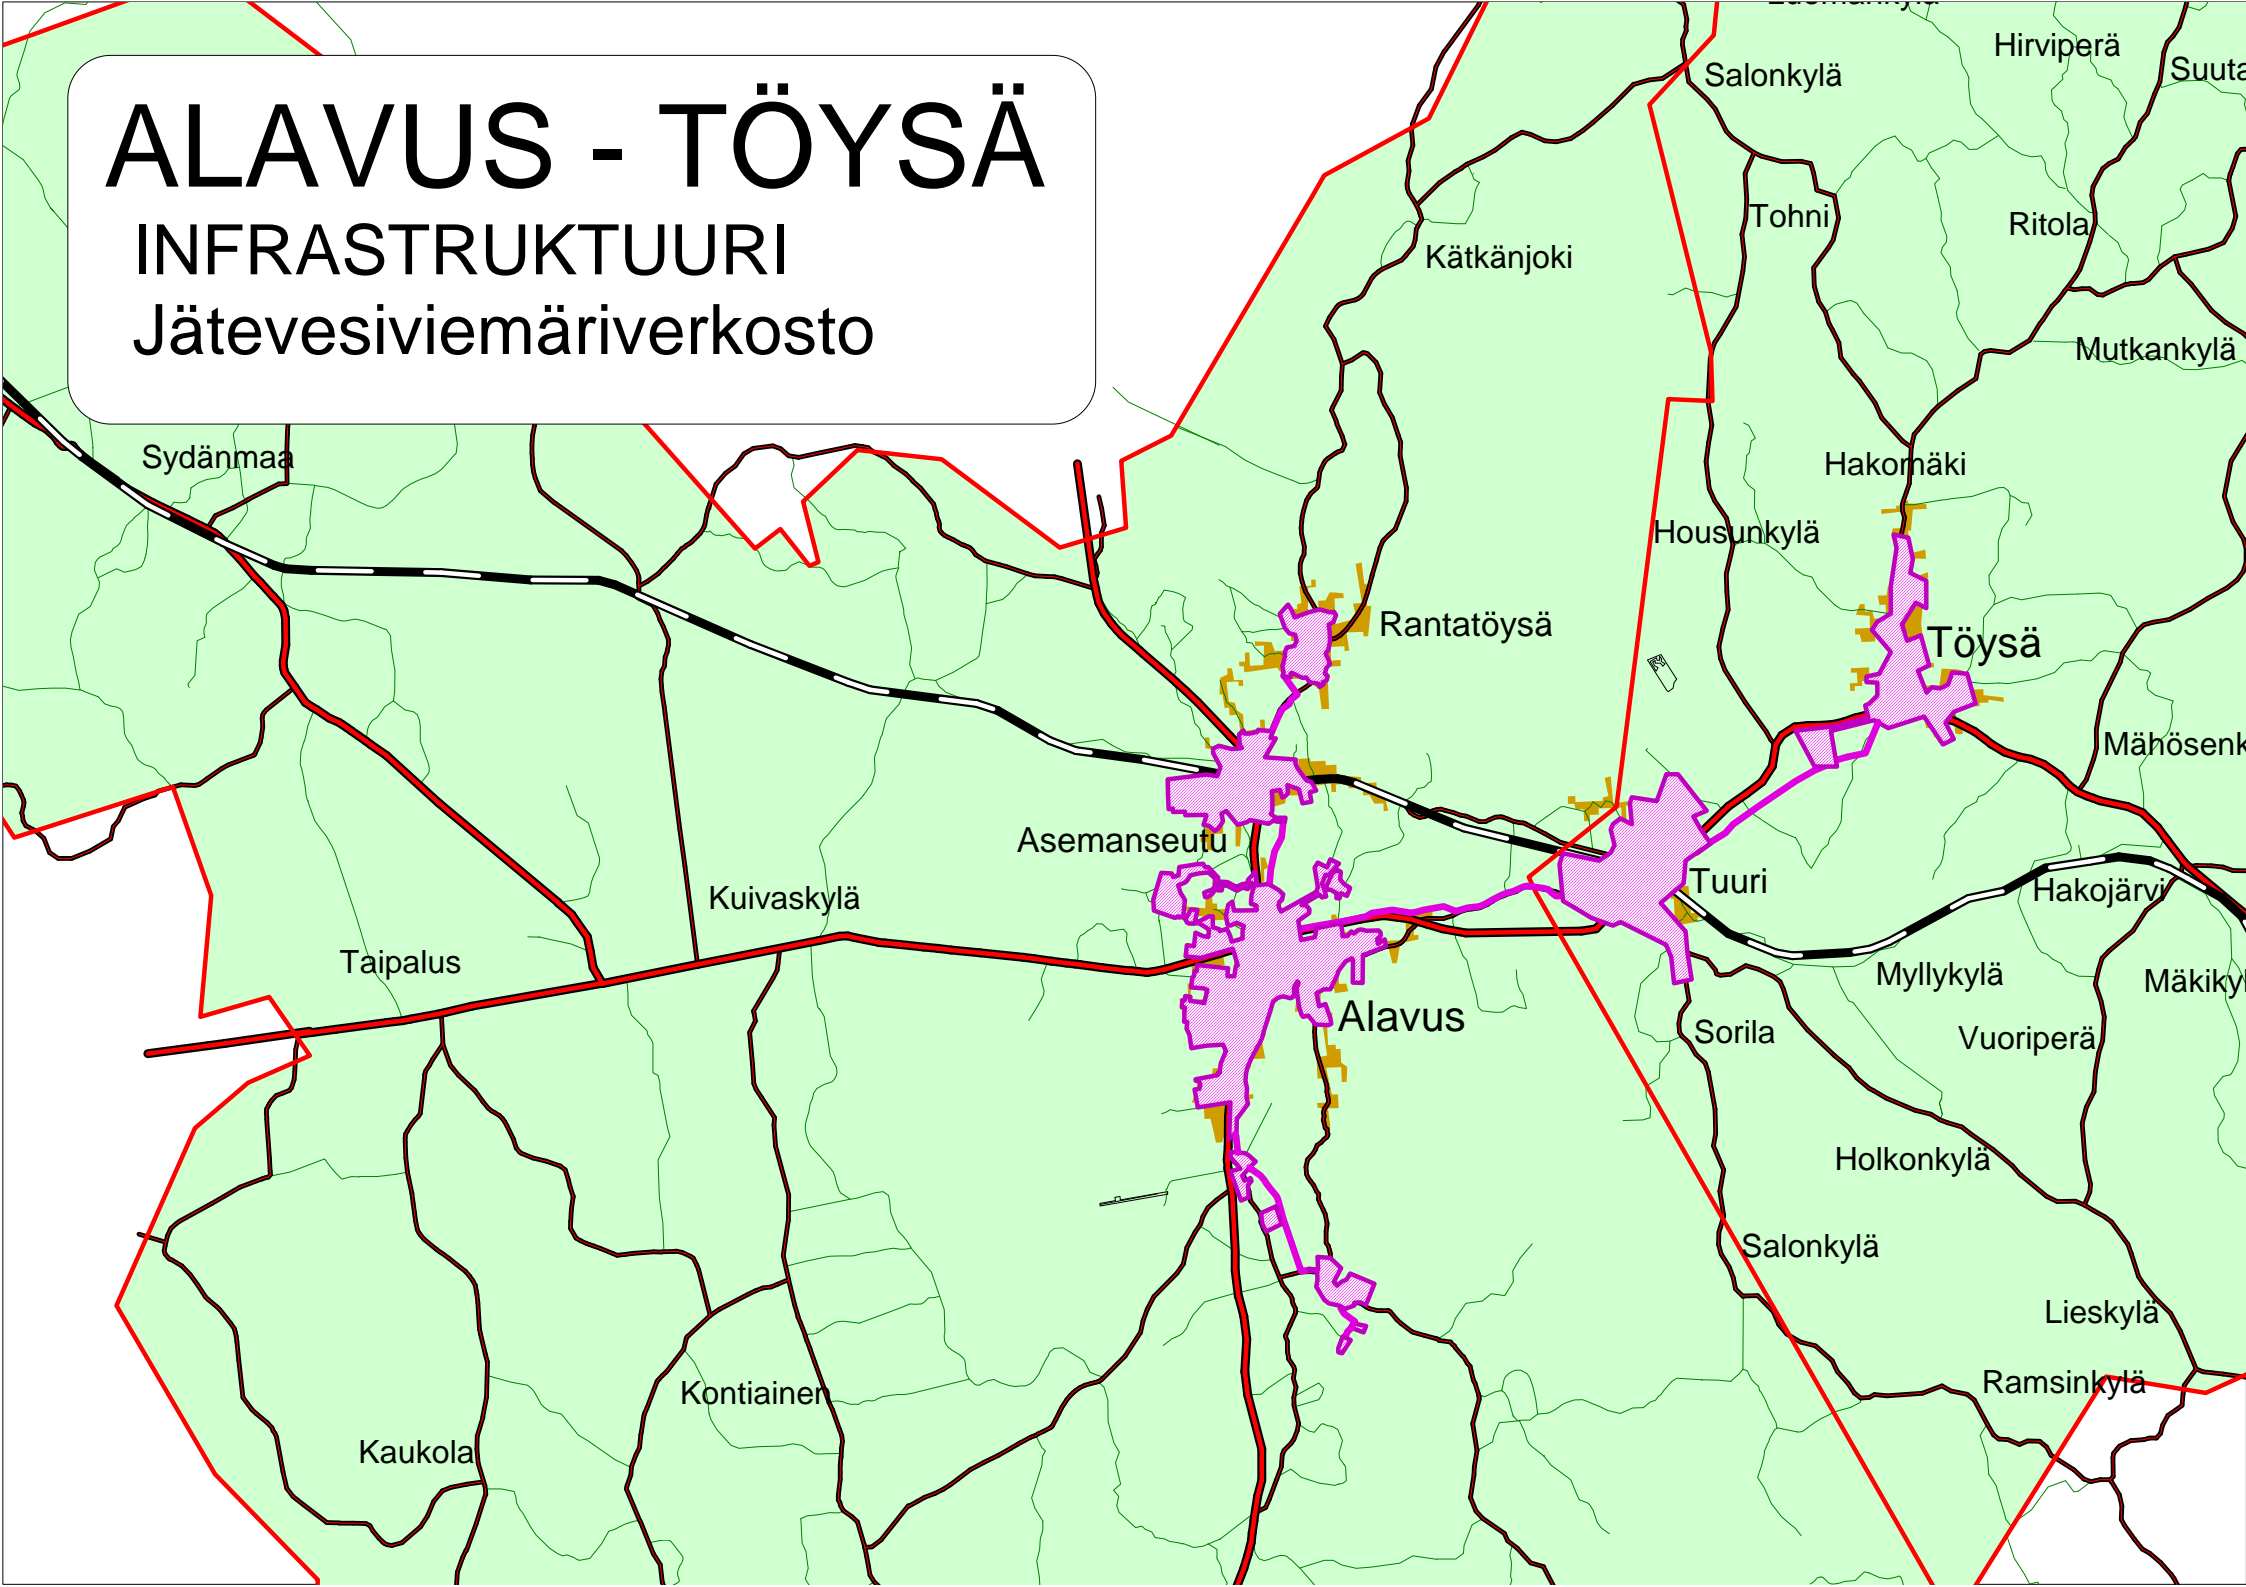 ALAVUS - TÖYSÄ
INFRASTRUKTUURI
Jätevesiviemäriverkosto
Hirviperä
Salonkylä
Tohni
Ritola
Kätkänjoki
Mutkankylä
Sydänmaa
Hakomäki
Housunkylä
Rantatöysä
Töysä
Asemanseutu
Tuuri
Hakojärvi
Kuivaskylä
Taipalus
Myllykylä
Alavus
Sorila
Vuoriperä
Holkonkylä
Salonkylä
Lieskylä
Ramsinkylä
Kontiainen
Kaukola